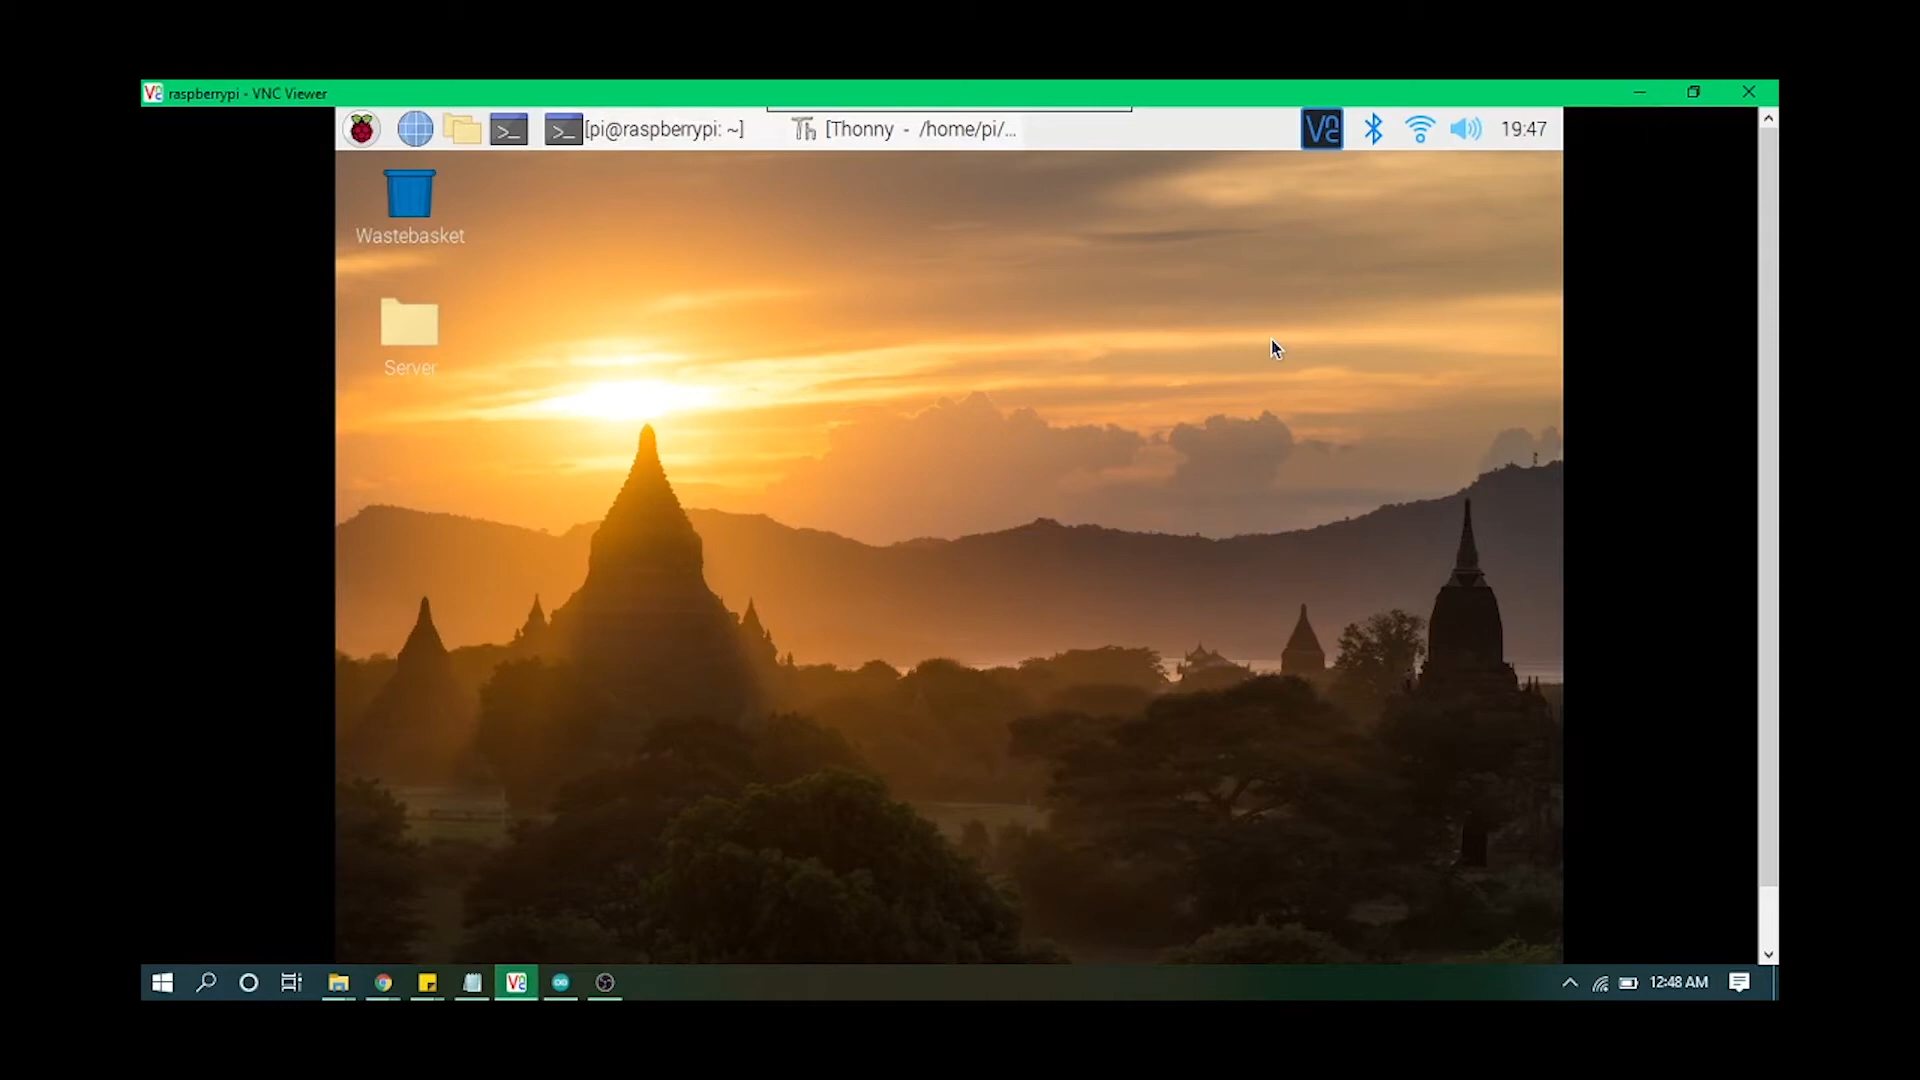 raspberrypi - VNC Viewer
[pi@raspberrypi: ~]
[Thonny - /home/pi/...
19:47
Wastebasket
Server
12:48 AM